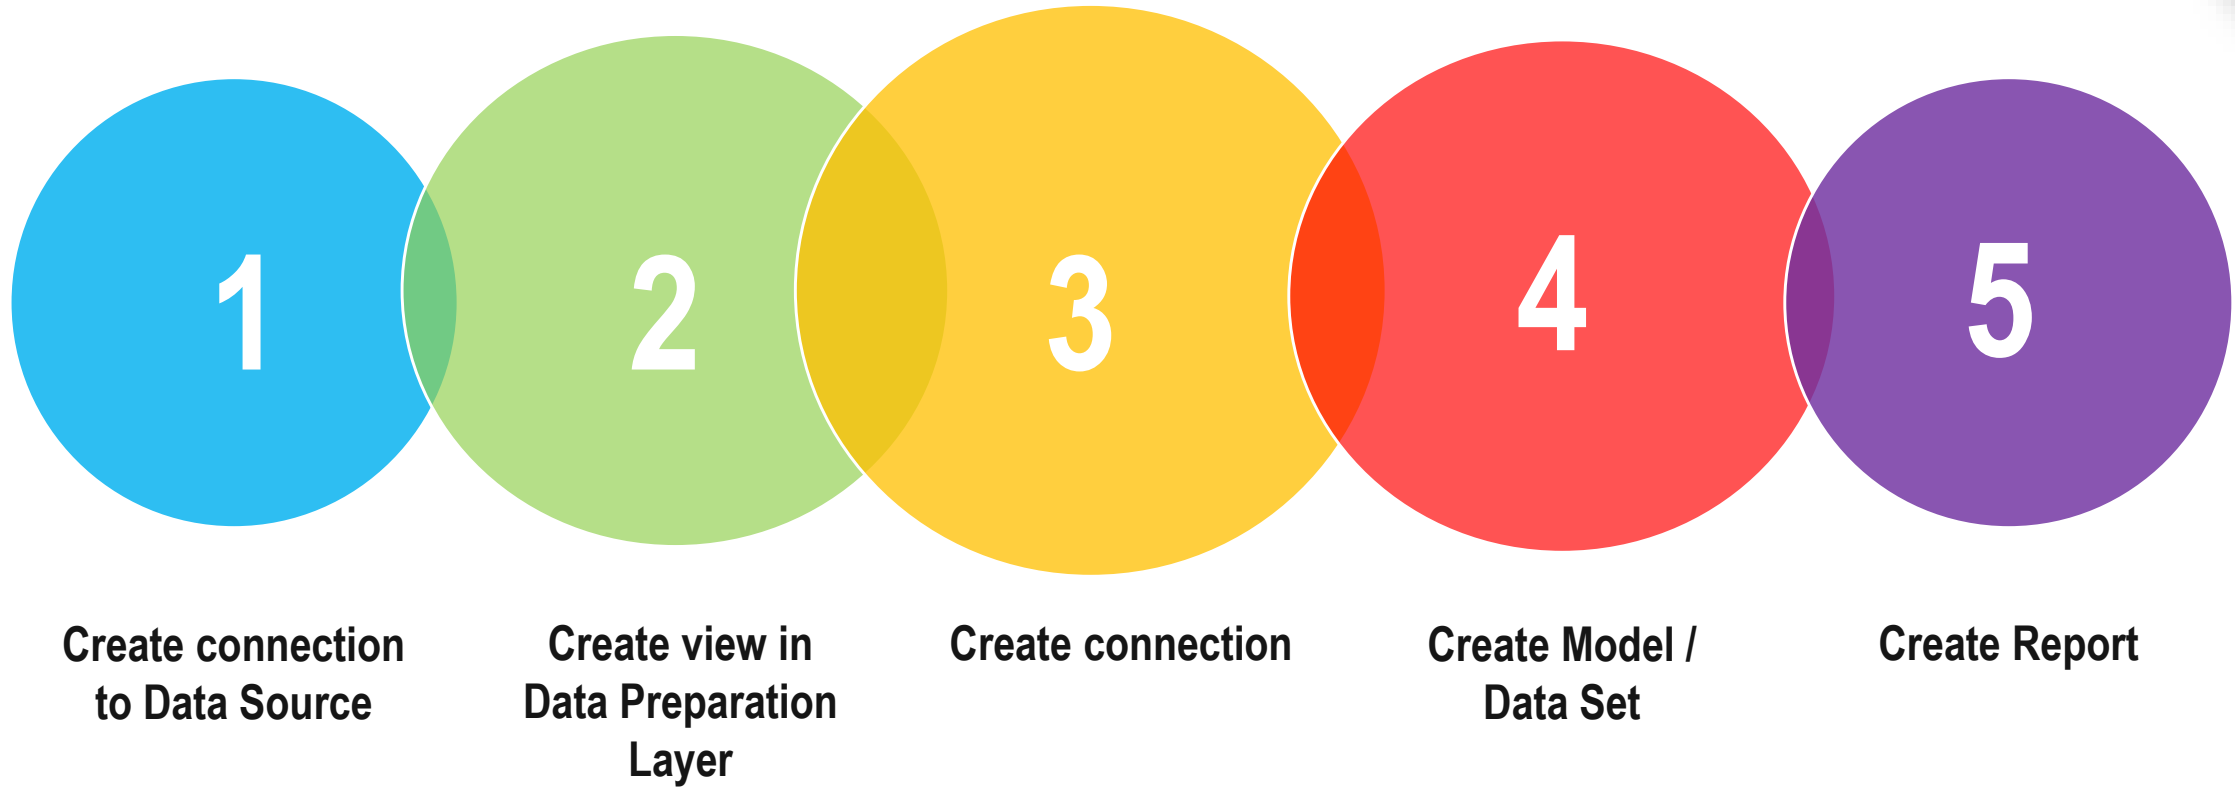 1
2
3
4
5
Create connection
to Data Source
Create view in
Data Preparation
Layer
Create connection
Create Model /
Data Set
Create Report